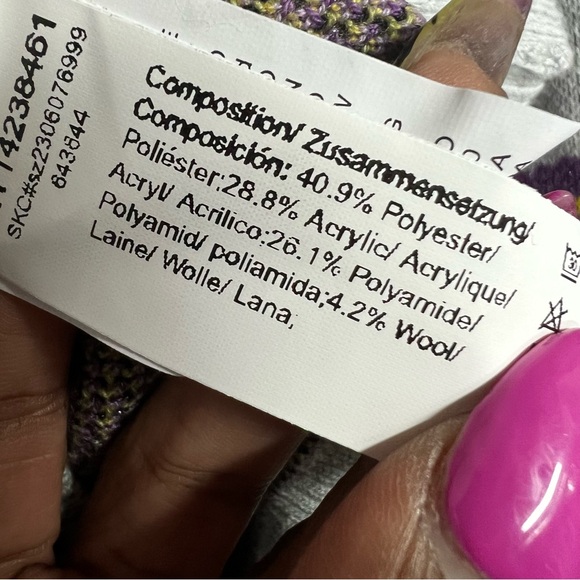 Composition/ Zusammensetzung/
Composición: 40.9% Polyester/
Poliéster;28.8% Acrylic/ Acrylique/
Acryl/ Acrilico:26.1% Polyamide/
Polyamid/ poliamida;4.2% Wool/
Laine/ Wolle/ Lana;
14238461
SKC#sz2306076999
843844